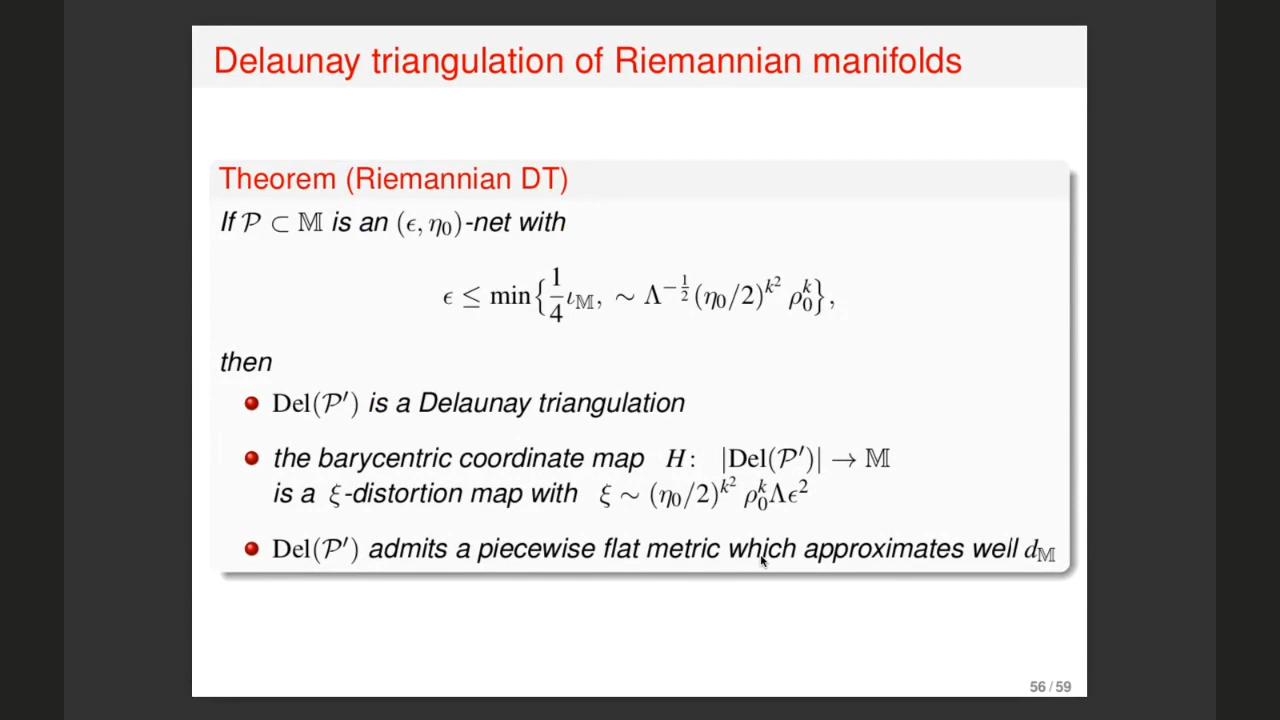 Delaunay triangulation of Riemannian manifolds
Theorem (Riemannian DT)
If 𝒫 ⊂ 𝕄 is an (ϵ, η₀)-net with
ϵ ≤ min{ 1/4 ι_𝕄, ∼ Λ^{-1/2} (η₀/2)^{k²} ρ₀^k },
then
Del(𝒫′) is a Delaunay triangulation
the barycentric coordinate map H : |Del(𝒫′)| → 𝕄
is a ξ-distortion map with ξ ∼ (η₀/2)^{k²} ρ₀^k Λϵ²
Del(𝒫′) admits a piecewise flat metric which approximates well d_𝕄
56 / 59